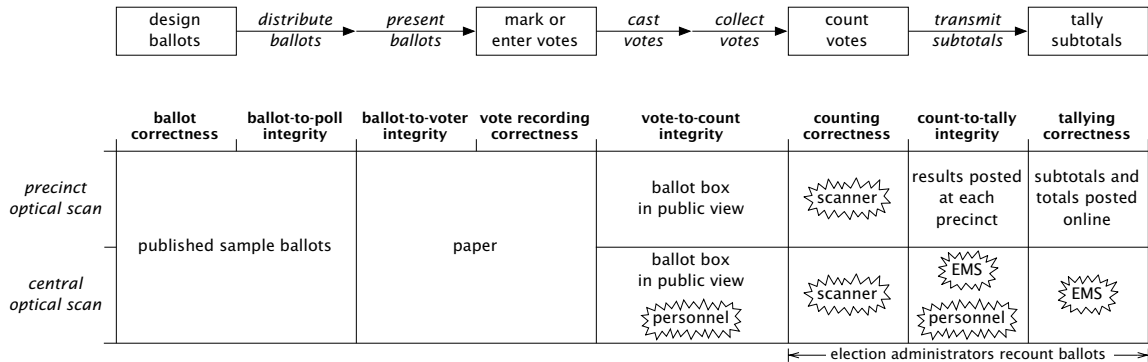 design
ballots
distribute
ballots
present
ballots
mark or
enter votes
cast
votes
collect
votes
count
votes
transmit
subtotals
tally
subtotals
ballot
correctness
ballot-to-poll
integrity
ballot-to-voter
integrity
vote recording
correctness
vote-to-count
integrity
counting
correctness
count-to-tally
integrity
tallying
correctness
precinct
optical scan
published sample ballots
paper
ballot box
in public view
scanner
results posted
at each
precinct
subtotals and
totals posted
online
central
optical scan
ballot box
in public view
personnel
scanner
EMS
personnel
EMS
election administrators recount ballots